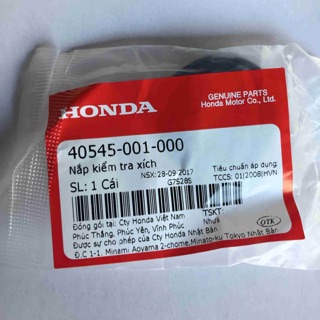 GENUINE PARTS
Honda Motor Co., Ltd.
HONDA
40545-001-000
Nắp kiểm tra xích
NSX: 28-09 2017
Tiêu chuẩn áp dụng
SL: 1 Cái
G7S28S
TCCS: 01|2008|HVN
Đóng gói tại: Cty Honda Việt Nam
TSKT:
Phúc Thắng, Phúc Yên, Vĩnh Phúc
Nhựa
OTK
Được sự cho phép của Cty Honda Nhật Bản
Đ.C 1-1, Minami Aoyama 2-chome, Minato-ku Tokyo Nhật Bản